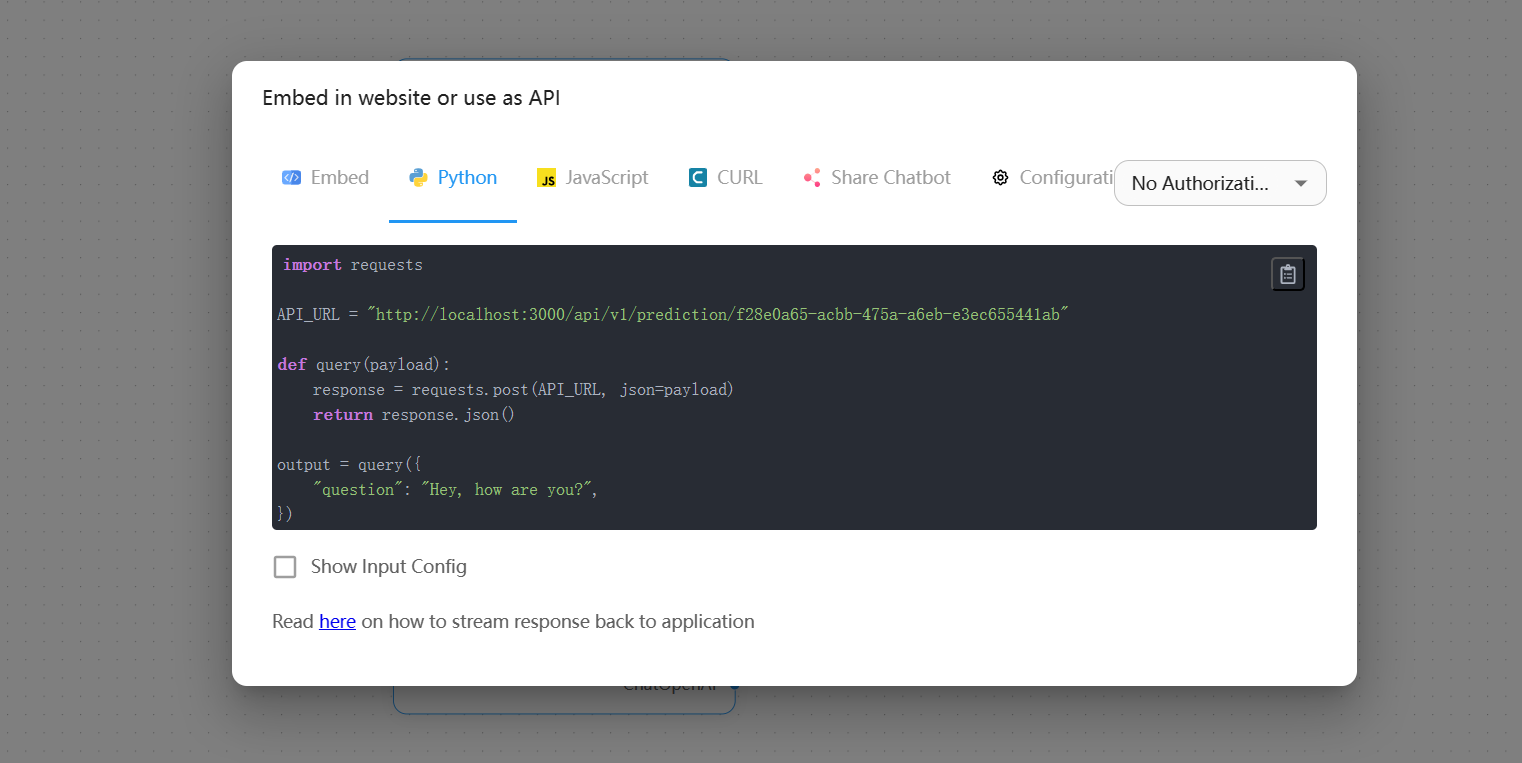 Embed in website or use as API
Embed
Python
JavaScript
CURL
Share Chatbot
Configurati
No Authorizati...
import requests
API_URL = "http://localhost:3000/api/v1/prediction/f28e0a65-acbb-475a-a6eb-e3ec655441ab"
def query(payload):
    response = requests.post(API_URL, json=payload)
    return response.json()
output = query({
    "question": "Hey, how are you?",
})
Show Input Config
Read here on how to stream response back to application
ChatOpenAI